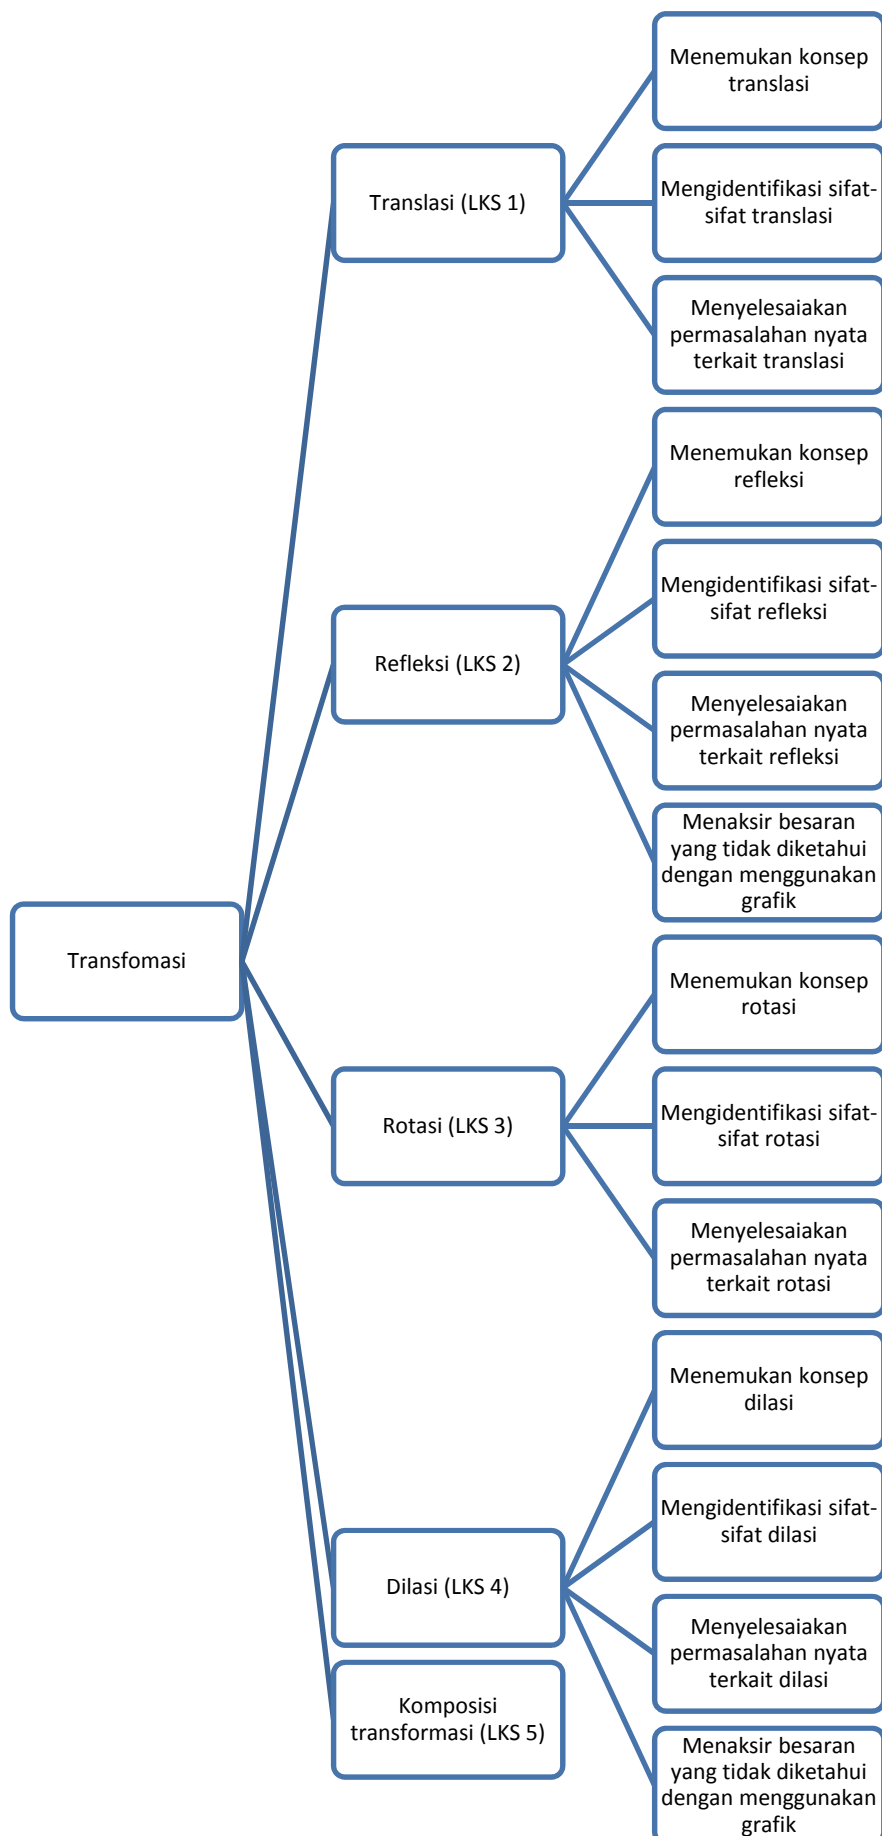 Transfomasi
Translasi (LKS 1)
Menemukan konsep
translasi
Mengidentifikasi sifat-
sifat translasi
Menyelesaiakan
permasalahan nyata
terkait translasi
Refleksi (LKS 2)
Menemukan konsep
refleksi
Mengidentifikasi sifat-
sifat refleksi
Menyelesaiakan
permasalahan nyata
terkait refleksi
Menaksir besaran
yang tidak diketahui
dengan menggunakan
grafik
Rotasi (LKS 3)
Menemukan konsep
rotasi
Mengidentifikasi sifat-
sifat rotasi
Menyelesaiakan
permasalahan nyata
terkait rotasi
Dilasi (LKS 4)
Menemukan konsep
dilasi
Mengidentifikasi sifat-
sifat dilasi
Menyelesaiakan
permasalahan nyata
terkait dilasi
Menaksir besaran
yang tidak diketahui
dengan menggunakan
grafik
Komposisi
transformasi (LKS 5)